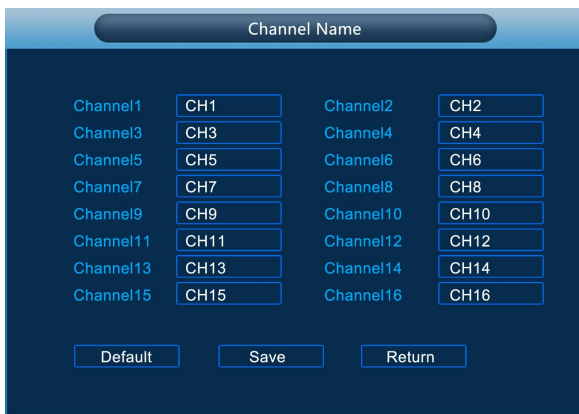 Channel Name
Channel1 CH1 Channel2 CH2
Channel3 CH3 Channel4 CH4
Channel5 CH5 Channel6 CH6
Channel7 CH7 Channel8 CH8
Channel9 CH9 Channel10 CH10
Channel11 CH11 Channel12 CH12
Channel13 CH13 Channel14 CH14
Channel15 CH15 Channel16 CH16
Default Save Return